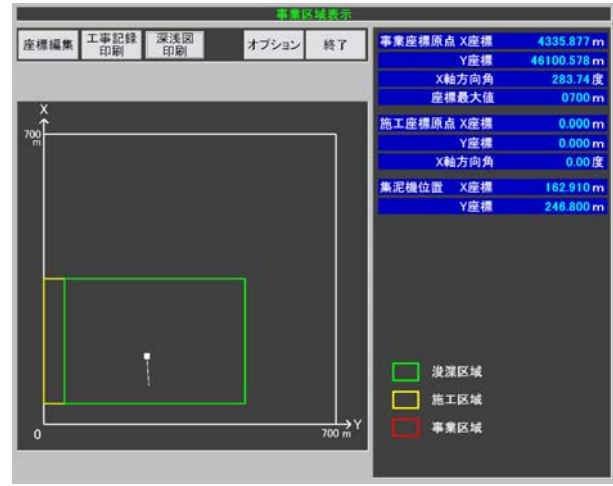 事業区域表示
座標編集
工事記録
印刷
深浅図
印刷
オプション
終了
事業座標原点 X座標 4335.877 m
Y座標 46100.578 m
X軸方向角 283.74 度
座標最大値 0700 m
施工座標原点 X座標 0.000 m
Y座標 0.000 m
X軸方向角 0.00 度
集泥機位置 X座標 162.910 m
Y座標 246.800 m
X
700
m
0
700 m
Y
浚渫区域
施工区域
事業区域